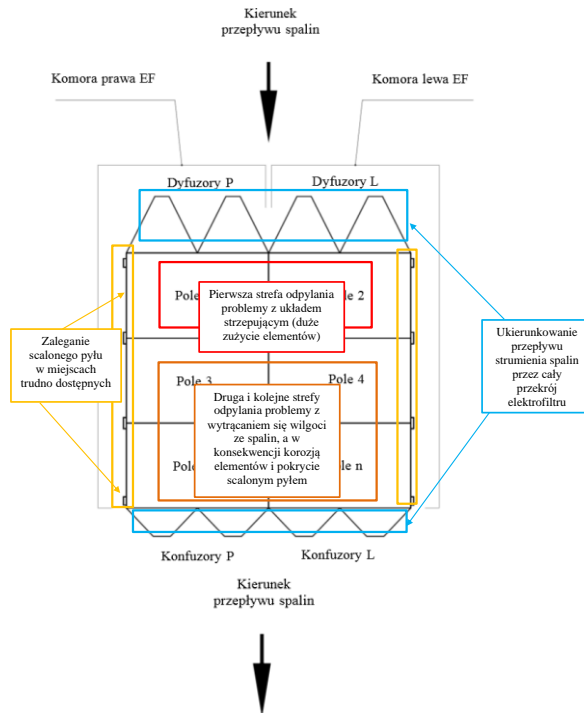 Kierunek
przepływu spalin
Komora prawa EF
Komora lewa EF
Dyfuzory P
Dyfuzory L
Pole
Pierwsza strefa odpylania
problemy z układem
strzepującym (duże
zużycie elementów)
2
Zaleganie
scalonego pyłu
w miejscach
trudno dostępnych
Ukierunkowanie
przepływu
strumienia spalin
przez cały
przekrój
elektrofiltru
Pole 3
Pole 4
Druga i kolejne strefy
odpylania problemy z
wytrącaniem się wilgoci
ze spalin, a w
konsekwencji korozją
elementów i pokrycie
scalonym pyłem
n
Konfuzory P
Konfuzory L
Kierunek
przepływu spalin